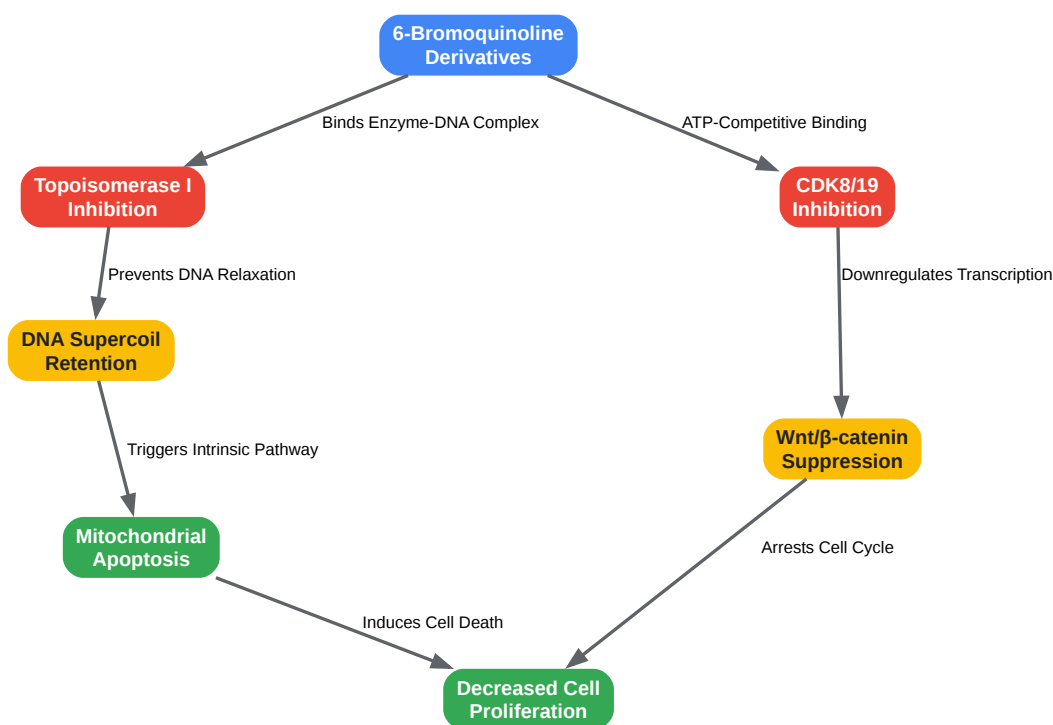 6-Bromoquinoline
Derivatives
Binds Enzyme-DNA Complex
ATP-Competitive Binding
Topoisomerase I
Inhibition
CDK8/19
Inhibition
Prevents DNA Relaxation
Downregulates Transcription
DNA Supercoil
Retention
Wnt/β-catenin
Suppression
Triggers Intrinsic Pathway
Mitochondrial
Apoptosis
Arrests Cell Cycle
Induces Cell Death
Decreased Cell
Proliferation